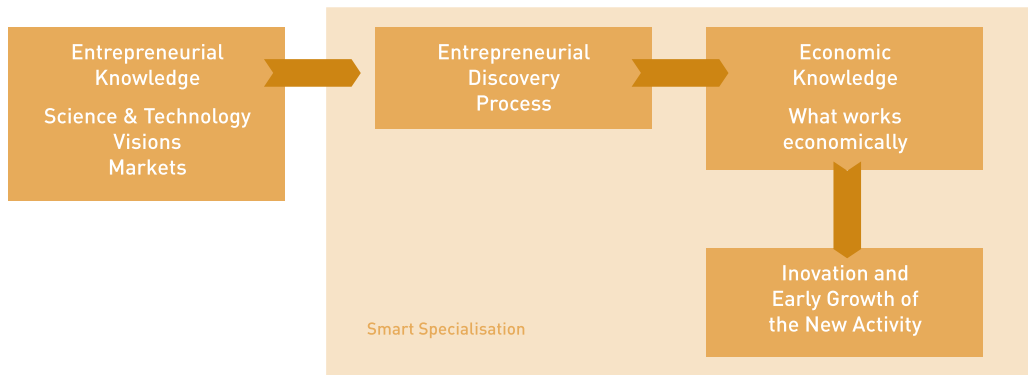 Entrepreneurial
Knowledge
Science & Technology
Visions
Markets
Entrepreneurial
Discovery
Process
Economic
Knowledge
What works
economically
Inovation and
Early Growth of
the New Activity
Smart Specialisation